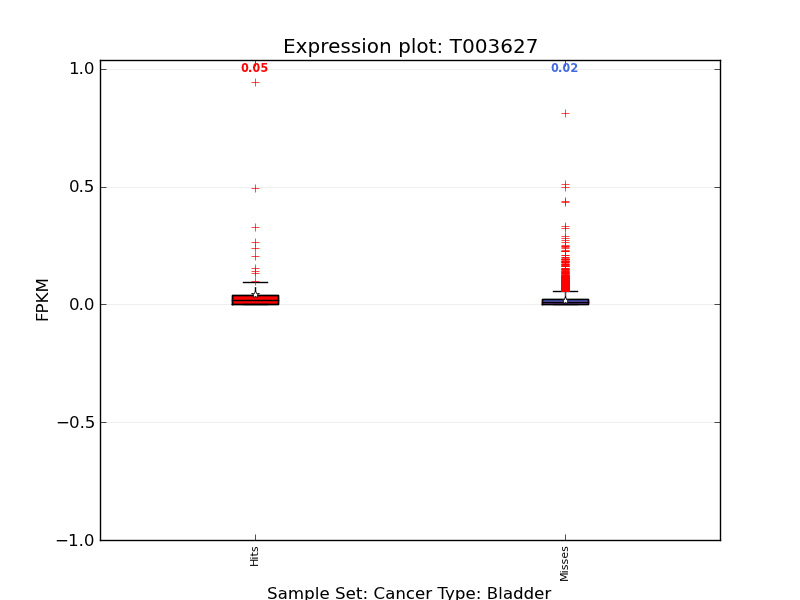 Expression plot: T003627
0.05
0.02
1.0
0.5
0.0
−0.5
−1.0
FPKM
Hits
Misses
Sample Set: Cancer Type: Bladder